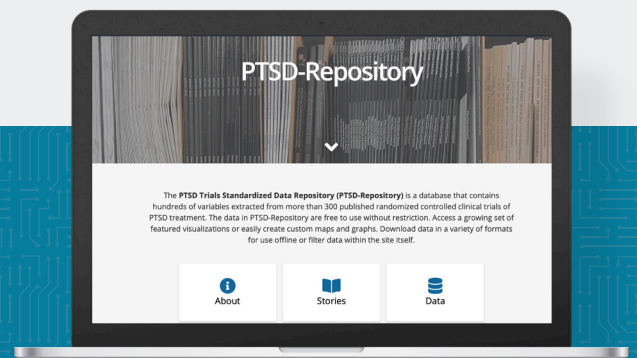 PTSD-Repository
The PTSD Trials Standardized Data Repository (PTSD-Repository) is a database that contains
hundreds of variables extracted from more than 300 published randomized controlled clinical trials of
PTSD treatment. The data in PTSD-Repository are free to use without restriction. Access a growing set of
featured visualizations or easily create custom maps and graphs. Download data in a variety of formats
for use offline or filter data within the site itself.
About
Stories
Data